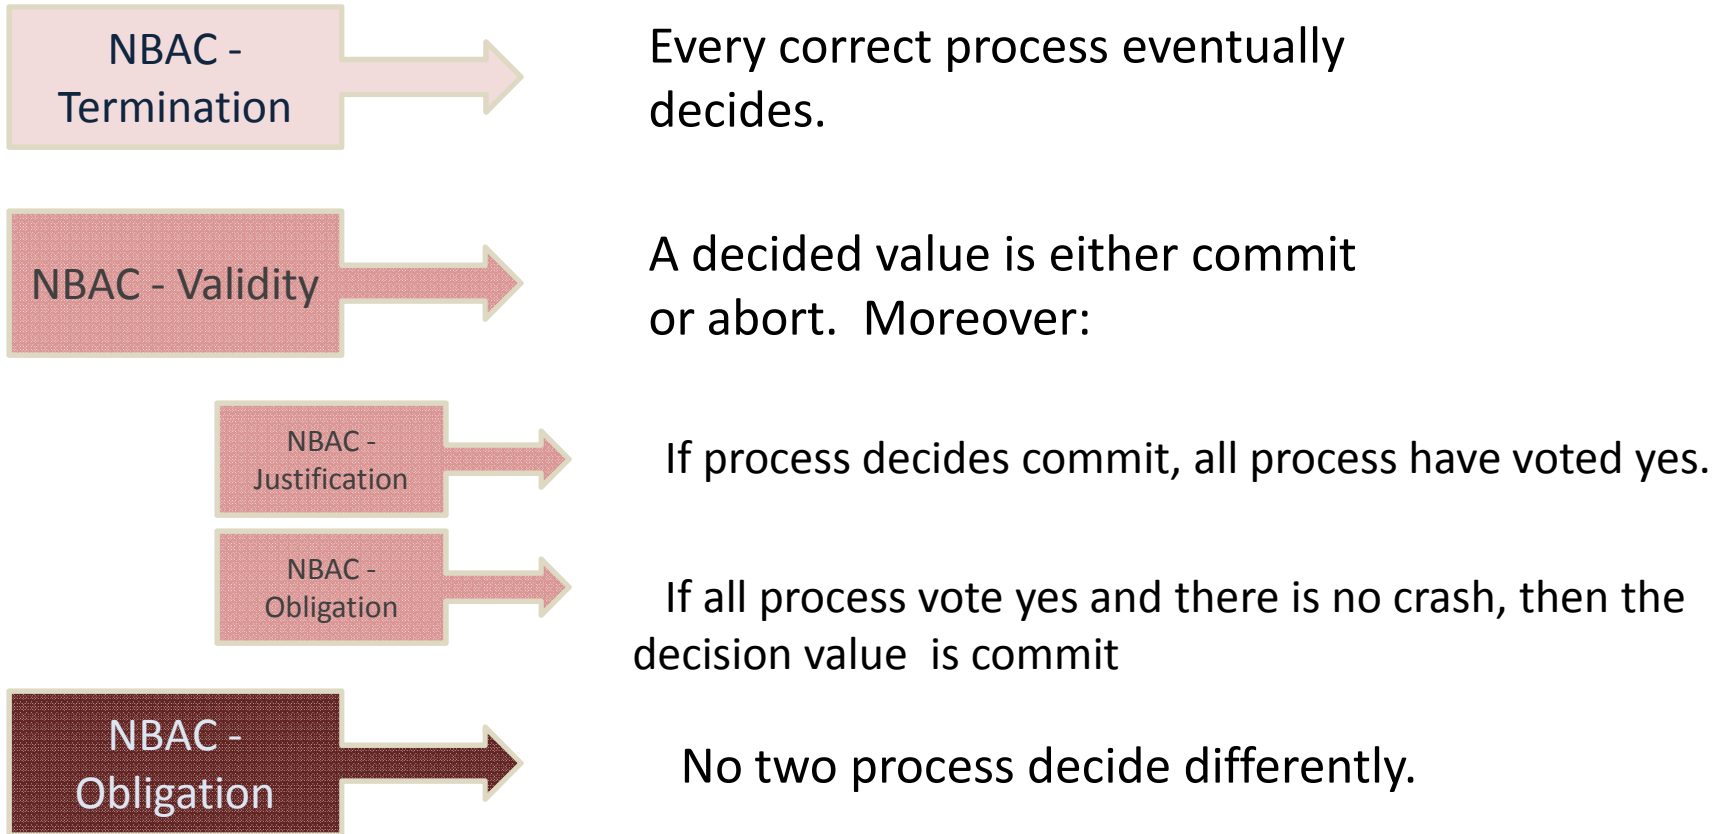 NBAC -
Termination
Every correct process eventually
decides.
NBAC - Validity
A decided value is either commit
or abort.  Moreover:
NBAC -
Justification
If process decides commit, all process have voted yes.
NBAC -
Obligation
If all process vote yes and there is no crash, then the
decision value  is commit
NBAC -
Obligation
No two process decide differently.